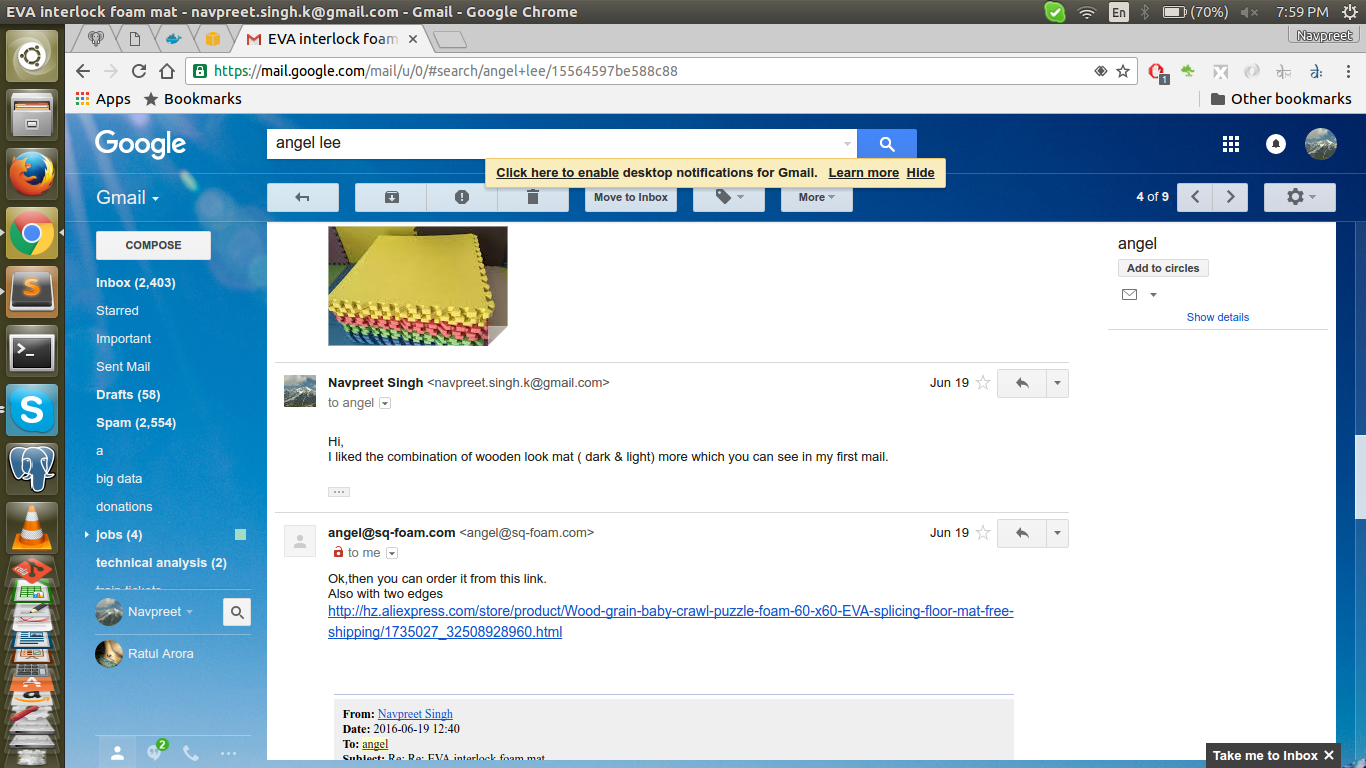 EVA interlock foam mat - navpreet.singh.k@gmail.com - Gmail - Google Chrome
En
(70%)
7:59 PM
EVA interlock foam
Navpreet
https://mail.google.com/mail/u/0/#search/angel+lee/15564597be588c88
1
Apps
Bookmarks
Other bookmarks
Google
angel lee
Click here to enable desktop notifications for Gmail. Learn more Hide
Gmail
Move to Inbox
More
4 of 9
COMPOSE
Inbox (2,403)
Starred
Important
Sent Mail
Drafts (58)
Spam (2,554)
a
big data
donations
jobs (4)
technical analysis (2)
train tickets
Navpreet
Ratul Arora
2
angel
Add to circles
Show details
Navpreet Singh <navpreet.singh.k@gmail.com>
Jun 19
to angel
Hi,
I liked the combination of wooden look mat ( dark & light) more which you can see in my first mail.
angel@sq-foam.com <angel@sq-foam.com>
Jun 19
to me
Ok,then you can order it from this link.
Also with two edges
http://hz.aliexpress.com/store/product/Wood-grain-baby-crawl-puzzle-foam-60-x60-EVA-splicing-floor-mat-free-
shipping/1735027_32508928960.html
From: Navpreet Singh
Date: 2016-06-19 12:40
To: angel
Subject: Re: Re: EVA interlock foam mat
Take me to Inbox ✕